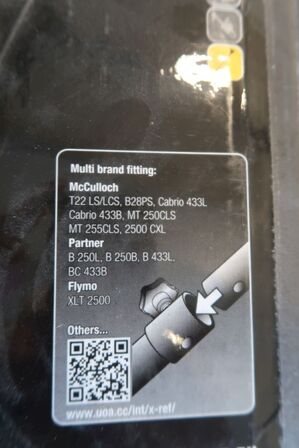 Multi brand fitting:
McCulloch
T22 LS/LCS, B28PS, Cabrio 433L
Cabrio 433B, MT 250CLS
MT 255CLS, 2500 CXL
Partner
B 250L, B 250B, B 433L,
BC 433B
Flymo
XLT 2500
Others...
www.uoa.cc/int/x-ref/